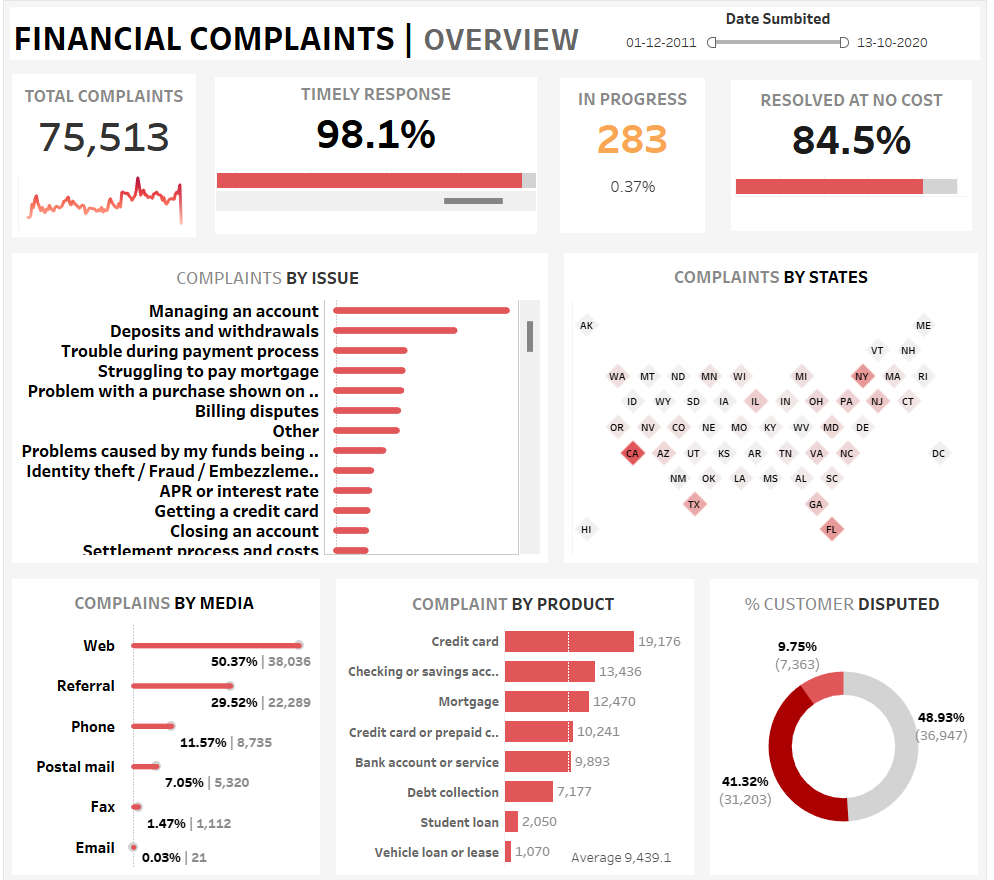 FINANCIAL COMPLAINTS | OVERVIEW
Date Sumbited
01-12-2011 13-10-2020
TOTAL COMPLAINTS
75,513
TIMELY RESPONSE
98.1%
IN PROGRESS
283
0.37%
RESOLVED AT NO COST
84.5%
COMPLAINTS BY ISSUE
Managing an account
Deposits and withdrawals
Trouble during payment process
Struggling to pay mortgage
Problem with a purchase shown on ..
Billing disputes
Other
Problems caused by my funds being ..
Identity theft / Fraud / Embezzleme..
APR or interest rate
Getting a credit card
Closing an account
Settlement process and costs
COMPLAINTS BY STATES
AK ME
VT NH
WA MT ND MN WI MI NY MA RI
ID WY SD IA IL IN OH PA NJ CT
OR NV CO NE MO KY WV MD DE
CA AZ UT KS AR TN VA NC DC
NM OK LA MS AL SC
TX GA
HI FL
COMPLAINS BY MEDIA
Web
50.37% | 38,036
Referral
29.52% | 22,289
Phone
11.57% | 8,735
Postal mail
7.05% | 5,320
Fax
1.47% | 1,112
Email
0.03% | 21
COMPLAINT BY PRODUCT
Credit card 19,176
Checking or savings acc.. 13,436
Mortgage 12,470
Credit card or prepaid c.. 10,241
Bank account or service 9,893
Debt collection 7,177
Student loan 2,050
Vehicle loan or lease 1,070
Average 9,439.1
% CUSTOMER DISPUTED
9.75%
(7,363)
48.93%
(36,947)
41.32%
(31,203)